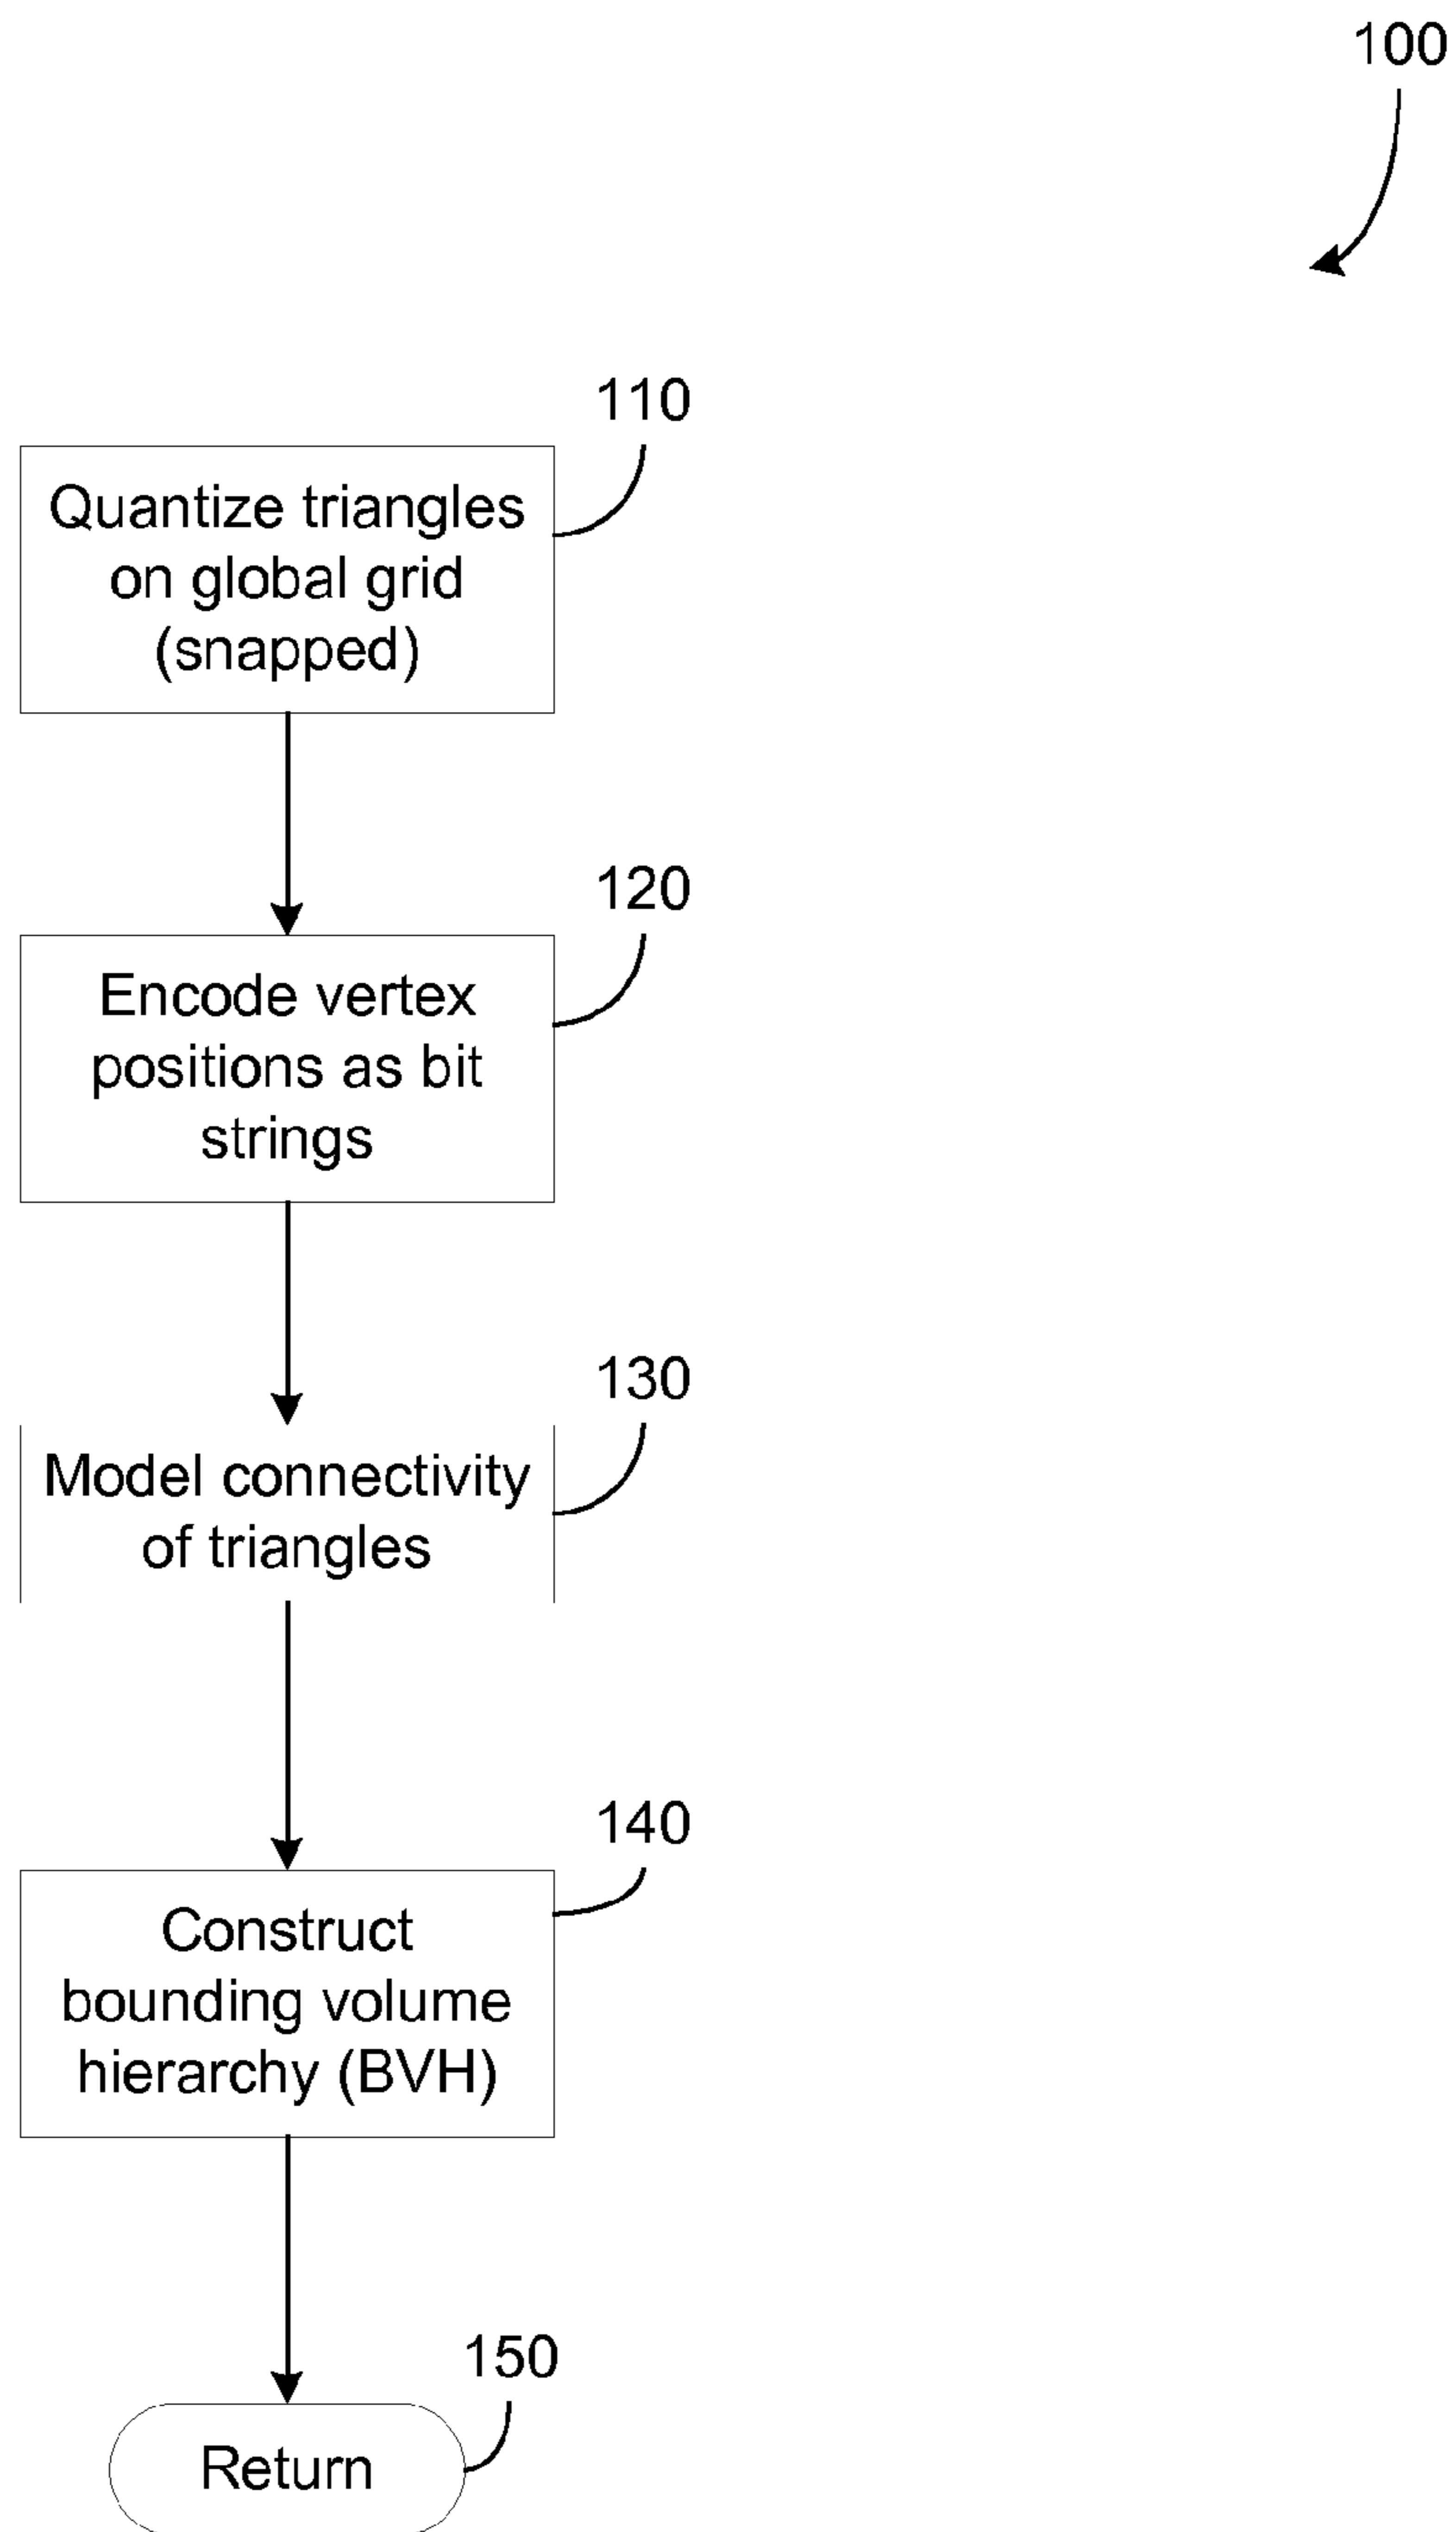 100
110
Quantize triangles
on global grid
(snapped)
120
Encode vertex
positions as bit
strings
130
Model connectivity
of triangles
140
Construct
bounding volume
hierarchy (BVH)
150
Return